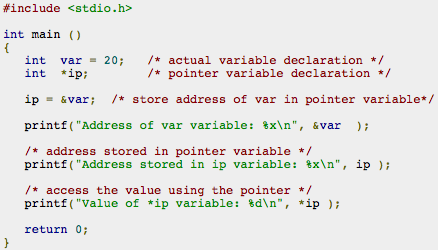 #include <stdio.h>
int main ()
{
int  var = 20;   /* actual variable declaration */
int  *ip;        /* pointer variable declaration */
ip = &var;  /* store address of var in pointer variable*/
printf("Address of var variable: %x\n", &var  );
/* address stored in pointer variable */
printf("Address stored in ip variable: %x\n", ip );
/* access the value using the pointer */
printf("Value of *ip variable: %d\n", *ip );
return 0;
}